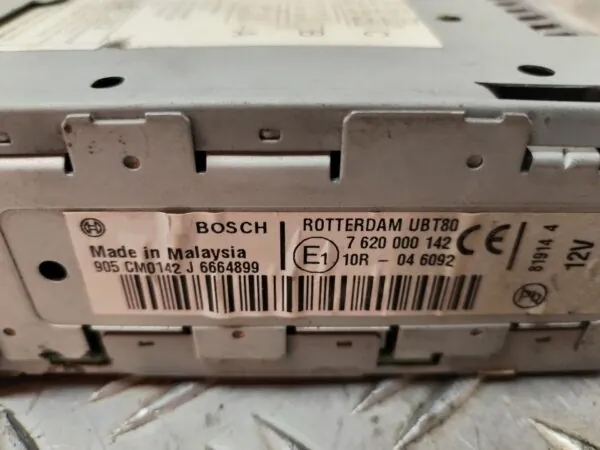 BOSCH
Made in Malaysia
905 CM0142 J 6664899
ROTTERDAM UBT80
7 620 000 142
E1
10R - 04 6092
CE
Pb
81914 4
12V